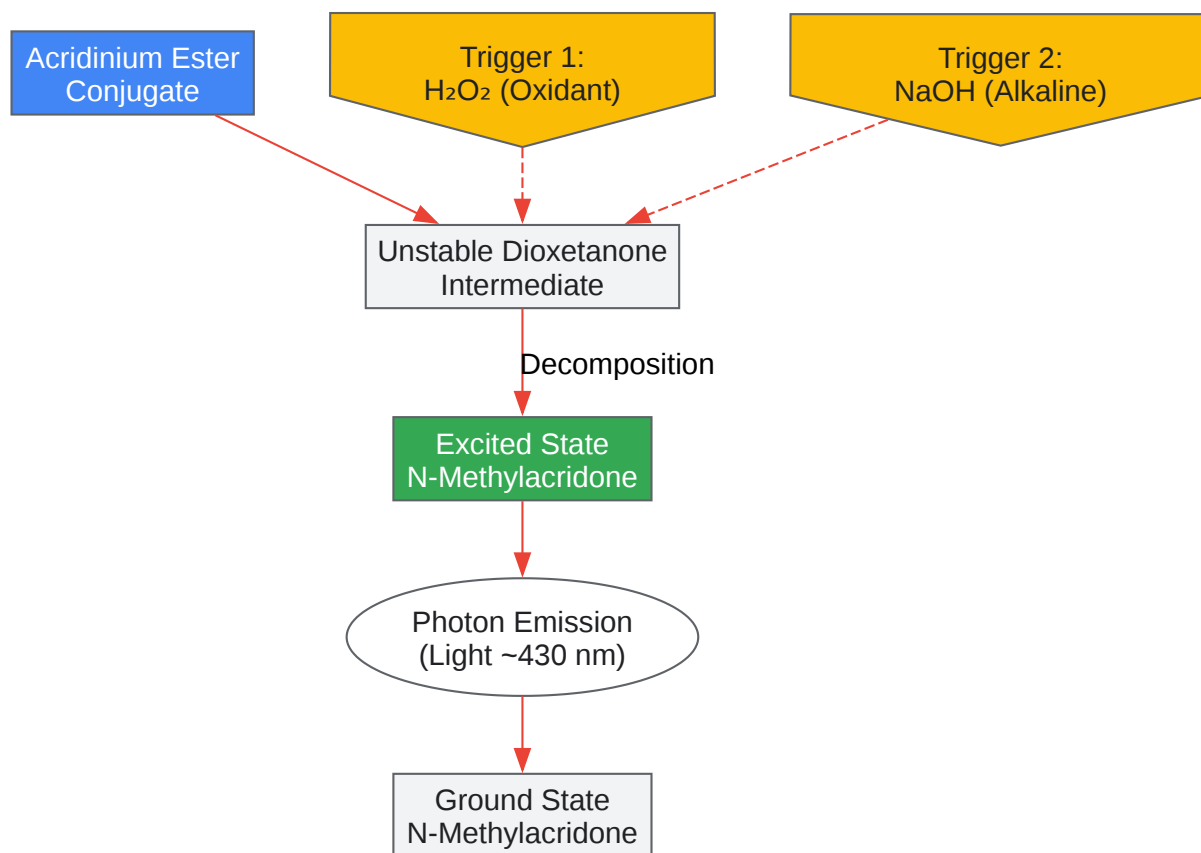 Acridinium Ester
Conjugate
Trigger 1:
H₂O₂ (Oxidant)
Trigger 2:
NaOH (Alkaline)
Unstable Dioxetanone
Intermediate
Decomposition
Excited State
N-Methylacridone
Photon Emission
(Light ~430 nm)
Ground State
N-Methylacridone